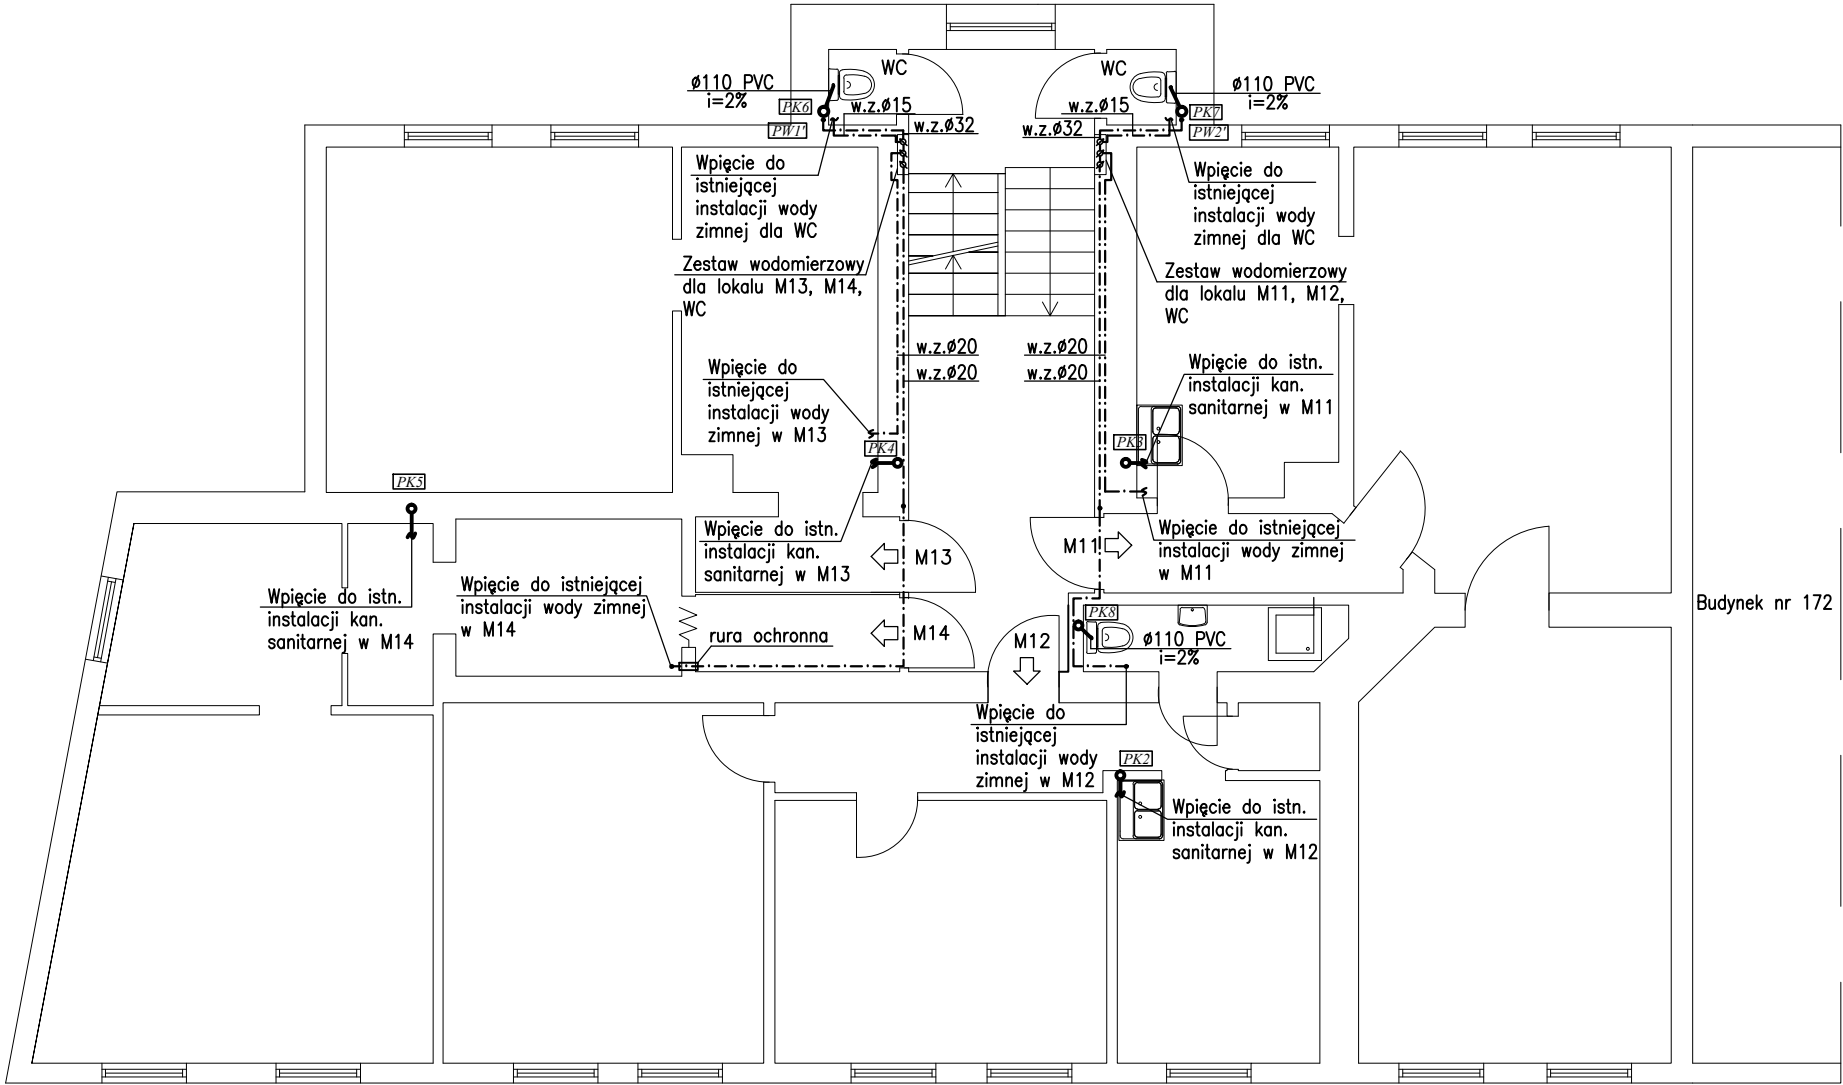 WC
WC
ø110 PVC
i=2%
ø110 PVC
i=2%
PK6
w.z.ø15
w.z.ø15
PK7
PW1'
w.z.ø32
w.z.ø32
PW2'
Wpięcie do
istniejącej
instalacji wody
zimnej dla WC
Wpięcie do
istniejącej
instalacji wody
zimnej dla WC
Zestaw wodomierzowy
dla lokalu M13, M14,
WC
Zestaw wodomierzowy
dla lokalu M11, M12,
WC
w.z.ø20
w.z.ø20
w.z.ø20
w.z.ø20
Wpięcie do
istniejącej
instalacji wody
zimnej w M13
Wpięcie do istn.
instalacji kan.
sanitarnej w M11
PK4
PK3
PK5
Wpięcie do istn.
instalacji kan.
sanitarnej w M13
M13
M11
Wpięcie do istniejącej
instalacji wody zimnej
w M11
Wpięcie do istn.
instalacji kan.
sanitarnej w M14
Wpięcie do istniejącej
instalacji wody zimnej
w M14
rura ochronna
M14
M12
PK8
ø110 PVC
i=2%
Budynek nr 172
Wpięcie do
istniejącej
instalacji wody
zimnej w M12
PK2
Wpięcie do istn.
instalacji kan.
sanitarnej w M12